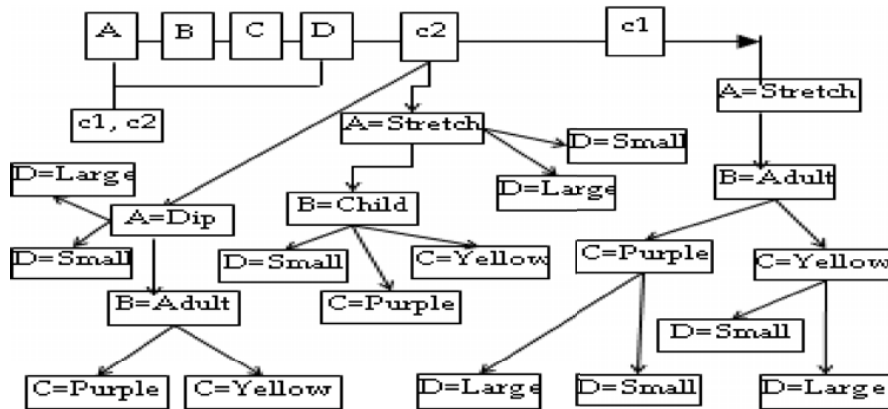 A
B
C
D
c2
c1
c1, c2
A=Stretch
A=Stretch
D=Small
D=Large
D=Large
B=Adult
A=Dip
B=Child
D=Small
D=Small
C=Yellow
C=Purple
C=Yellow
B=Adult
C=Purple
D=Small
C=Purple
C=Yellow
D=Large
D=Small
D=Large